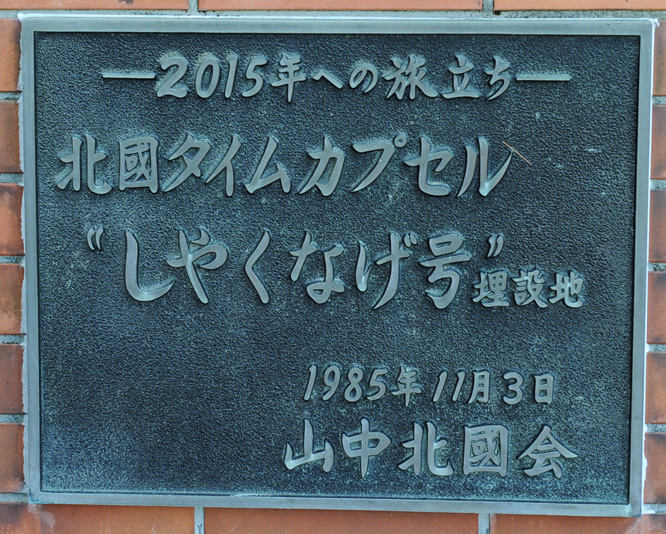 ―2015年への旅立ち―
北國タイムカプセル
“しやくなげ号”埋設地
1985年11月3日
山中北國会